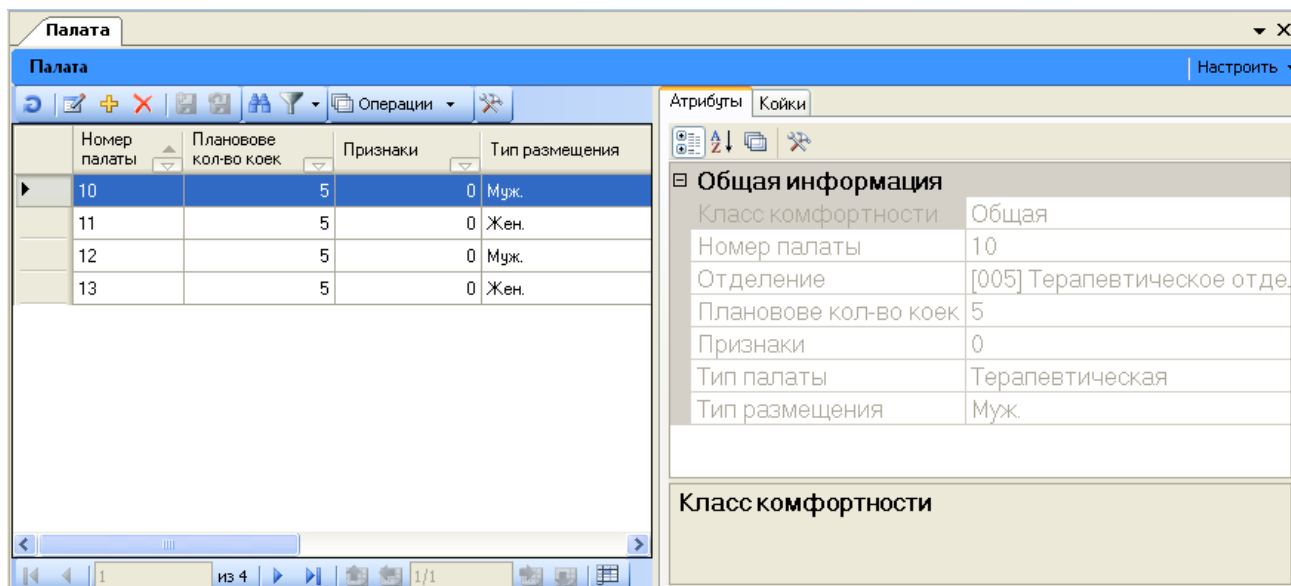 Палата
Палата
Настроить
Операции
Атрибуты Койки
Номер палаты Плановове кол-во коек Признаки Тип размещения
10 5 0 Муж.
11 5 0 Жен.
12 5 0 Муж.
13 5 0 Жен.
1 из 4 1/1
Общая информация
Класс комфортности Общая
Номер палаты 10
Отделение [005] Терапевтическое отде
Плановове кол-во коек 5
Признаки 0
Тип палаты Терапевтическая
Тип размещения Муж.
Класс комфортности